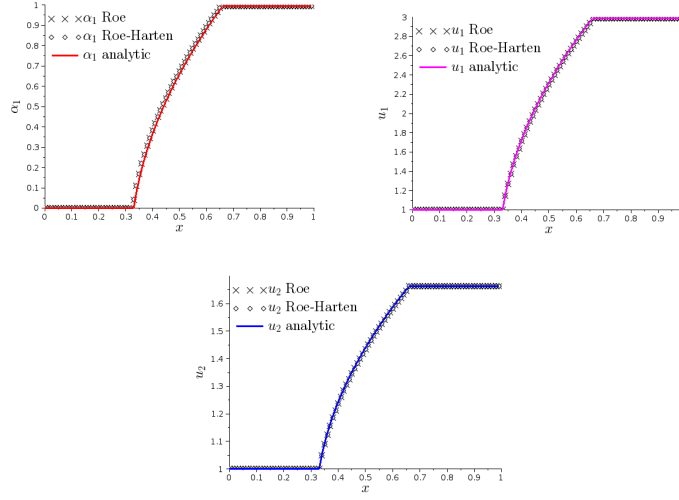 α₁ Roe
α₁ Roe-Harten
α₁ analytic
1
0.9
0.8
0.7
0.6
0.5
0.4
0.3
0.2
0.1
0
α₁
0 0.1 0.2 0.3 0.4 0.5 0.6 0.7 0.8 0.9 1
x
u₁ Roe
u₁ Roe-Harten
u₁ analytic
3
2.8
2.6
2.4
2.2
2
1.8
1.6
1.4
1.2
1
u₁
0 0.1 0.2 0.3 0.4 0.5 0.6 0.7 0.8 0.9
x
u₂ Roe
u₂ Roe-Harten
u₂ analytic
1.6
1.5
1.4
1.3
1.2
1.1
1
u₂
0 0.1 0.2 0.3 0.4 0.5 0.6 0.7 0.8 0.9 1
x